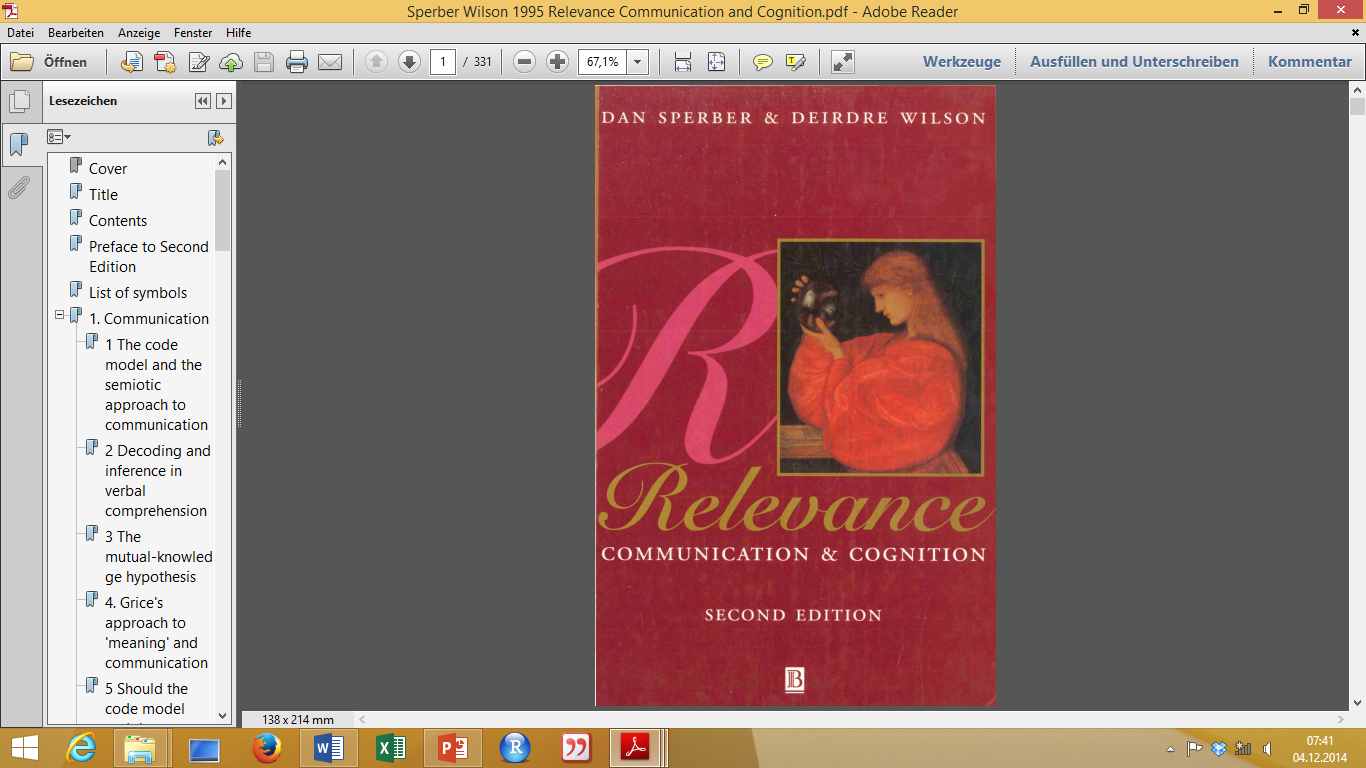 Sperber Wilson 1995 Relevance Communication and Cognition.pdf - Adobe Reader
Datei Bearbeiten Anzeige Fenster Hilfe
Öffnen 1 / 331 67,1% Werkzeuge Ausfüllen und Unterschreiben Kommentar
Lesezeichen
Cover
Title
Contents
Preface to Second
Edition
List of symbols
1. Communication
1 The code
model and the
semiotic
approach to
communication
2 Decoding and
inference in
verbal
comprehension
3 The
mutual-knowled
ge hypothesis
4. Grice's
approach to
'meaning' and
communication
5 Should the
code model
DAN SPERBER & DEIRDRE WILSON
R
Relevance
COMMUNICATION & COGNITION
SECOND EDITION
B
138 x 214 mm
07:41
04.12.2014